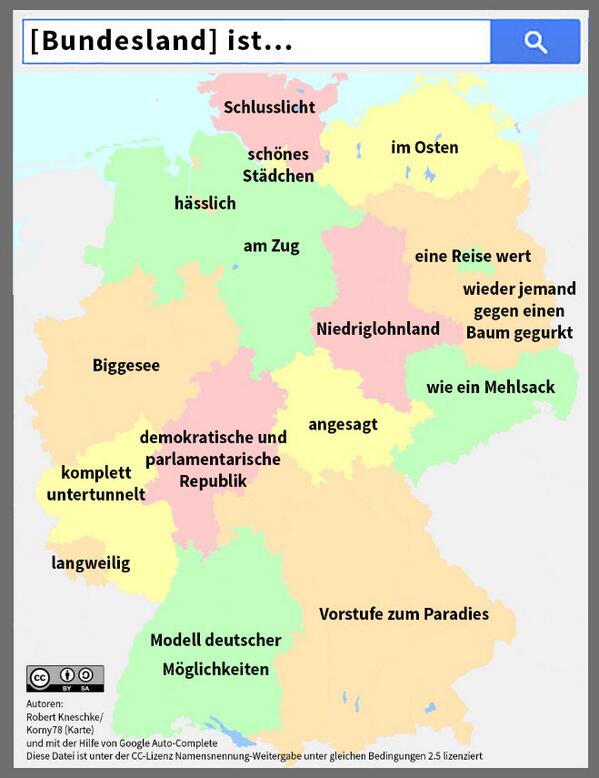 [Bundesland] ist...
Schlusslicht
im Osten
schönes
Städchen
hässlich
am Zug
eine Reise wert
wieder jemand
gegen einen
Baum gegurkt
Niedriglohnland
Biggesee
wie ein Mehlsack
angesagt
demokratische und
parlamentarische
Republik
komplett
untertunnelt
langweilig
Vorstufe zum Paradies
Modell deutscher
Möglichkeiten
cc
BY SA
Autoren:
Robert Kneschke/
Korny78 (Karte)
und mit der Hilfe von Google Auto-Complete
Diese Datei ist unter der CC-Lizenz Namensnennung-Weitergabe unter gleichen Bedingungen 2.5 lizenziert